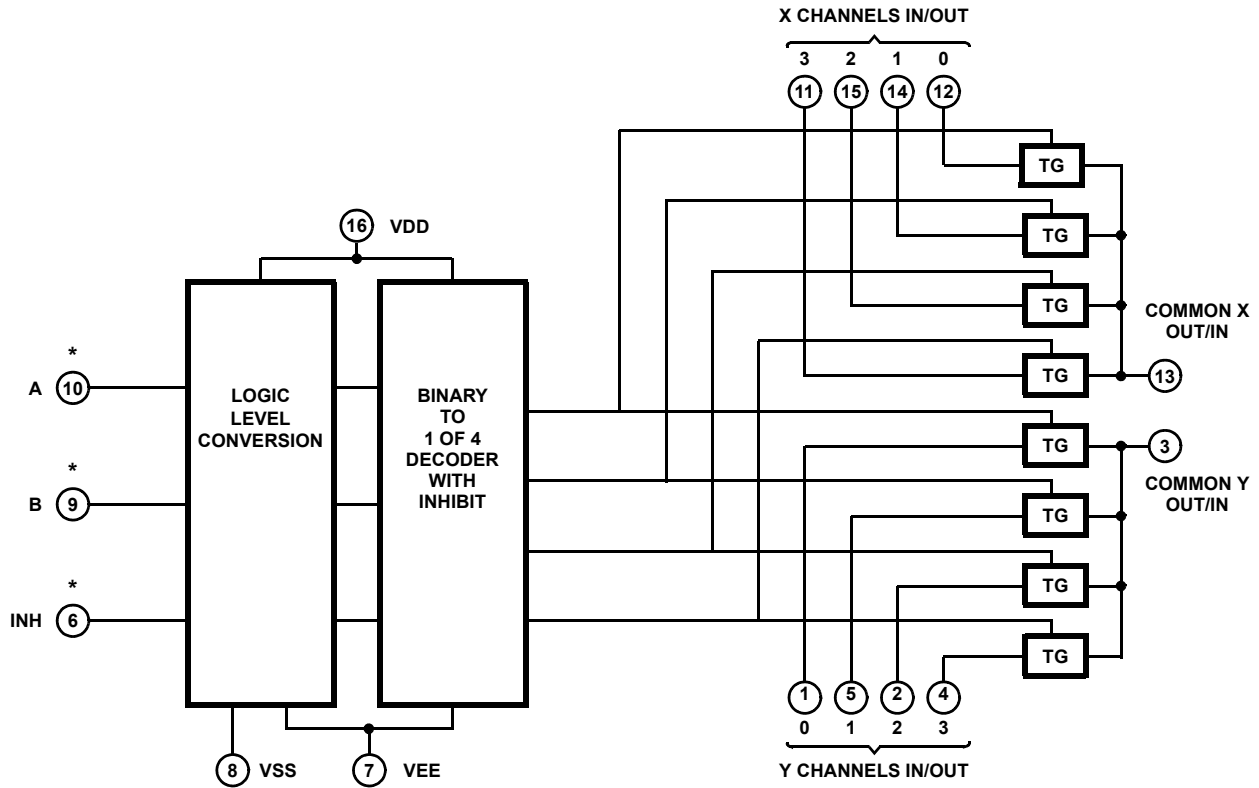 X CHANNELS IN/OUT
3 2 1 0
11 15 14 12
TG
16 VDD
TG
TG
COMMON X
OUT/IN
*
A 10
LOGIC
LEVEL
CONVERSION
BINARY
TO
1 OF 4
DECODER
WITH
INHIBIT
TG
13
TG
3
*
B 9
COMMON Y
OUT/IN
TG
*
INH 6
TG
TG
1 5 2 4
0 1 2 3
8 VSS
7 VEE
Y CHANNELS IN/OUT